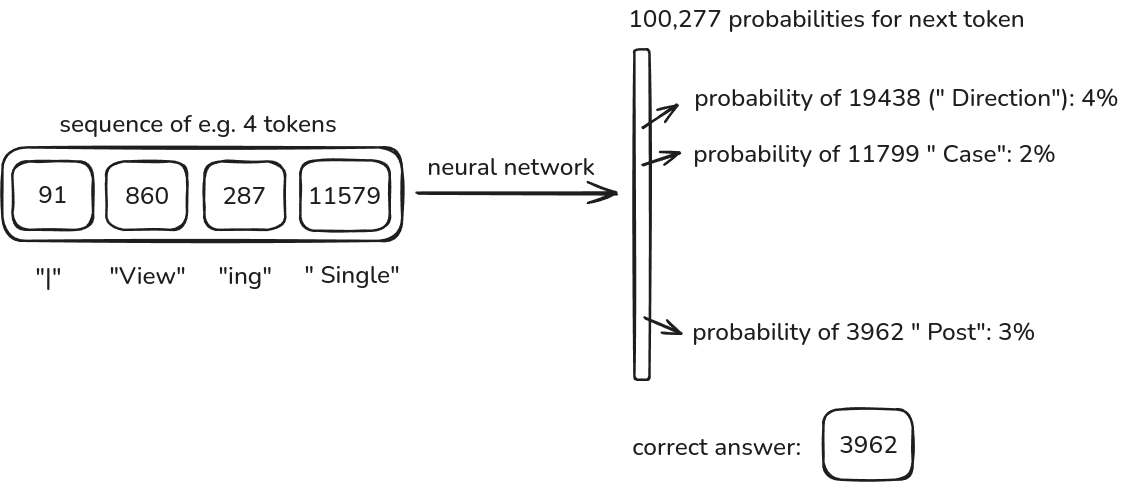 100,277 probabilities for next token
probability of 19438 (" Direction"): 4%
sequence of e.g. 4 tokens
probability of 11799 " Case": 2%
neural network
91 860 287 11579
"|" "View" "ing" " Single"
probability of 3962 " Post": 3%
correct answer: 3962